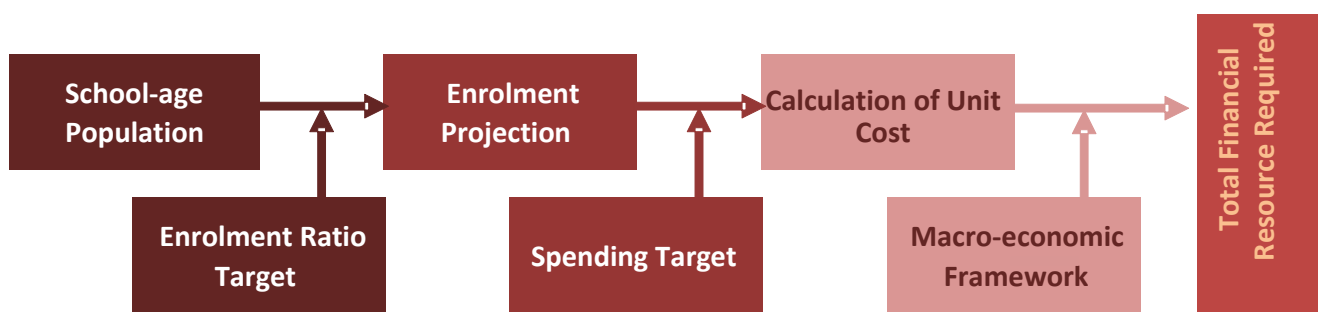 School-age
Population
Enrolment
Projection
Calculation of Unit
Cost
Enrolment Ratio
Target
Spending Target
Macro-economic
Framework
Total Financial
Resource Required